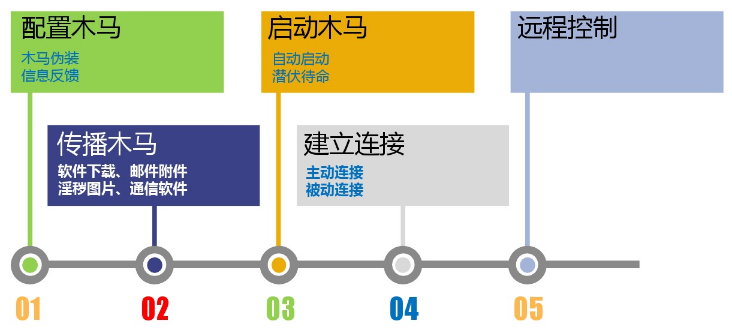 配置木马
木马伪装
信息反馈
传播木马
软件下载、邮件附件
淫秽图片、通信软件
启动木马
自动启动
潜伏待命
建立连接
主动连接
被动连接
远程控制
01
02
03
04
05